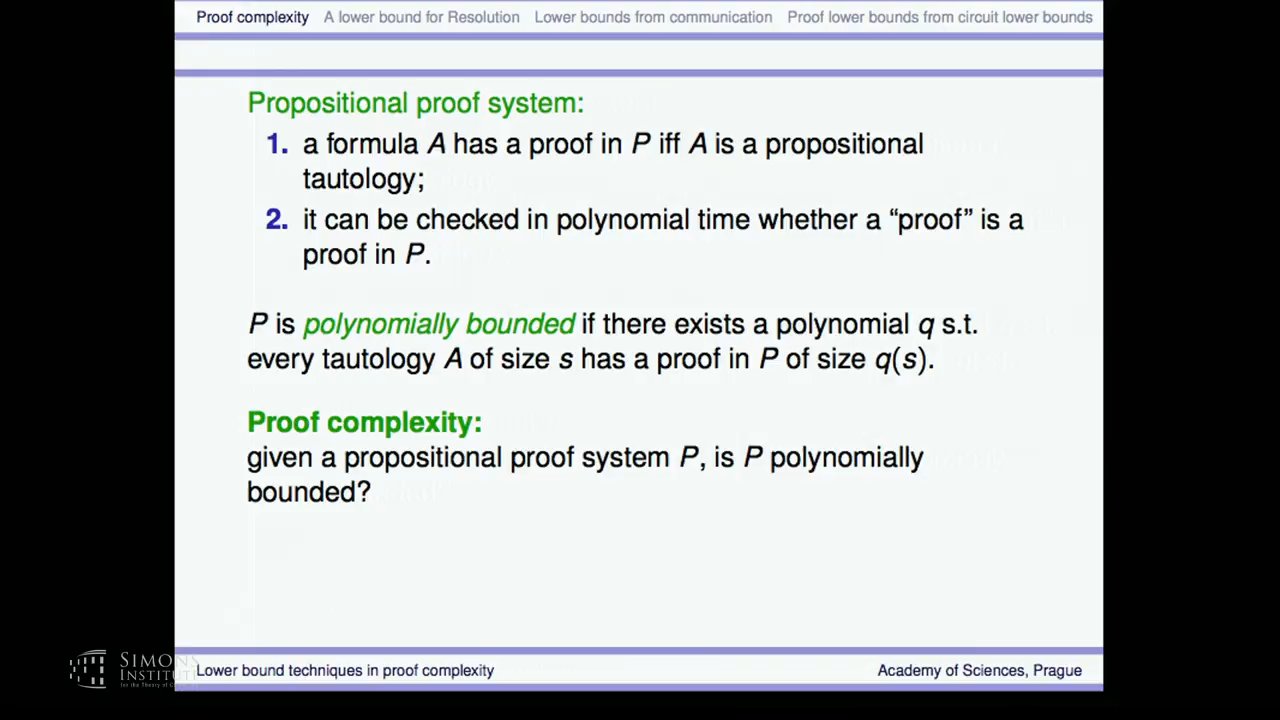 Proof complexity A lower bound for Resolution Lower bounds from communication Proof lower bounds from circuit lower bounds
Propositional proof system:
1. a formula A has a proof in P iff A is a propositional
tautology;
2. it can be checked in polynomial time whether a “proof” is a
proof in P.
P is polynomially bounded if there exists a polynomial q s.t.
every tautology A of size s has a proof in P of size q(s).
Proof complexity:
given a propositional proof system P, is P polynomially
bounded?
SIMONS
INSTITUTE
Lower bound techniques in proof complexity Academy of Sciences, Prague